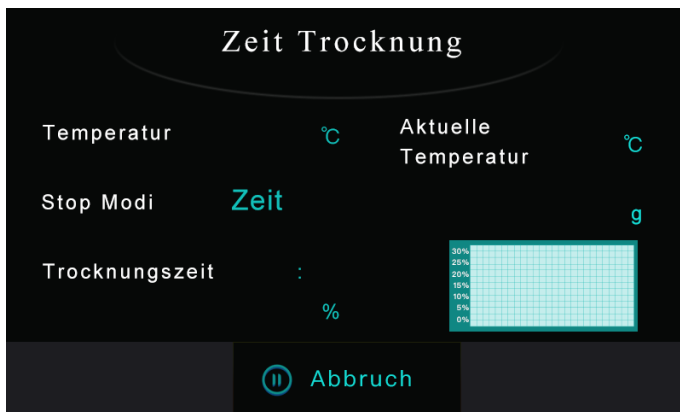 Zeit Trocknung
Temperatur ℃
Aktuelle
Temperatur ℃
Stop Modi Zeit
g
Trocknungszeit :
%
30%
25%
20%
15%
10%
5%
0%
Abbruch